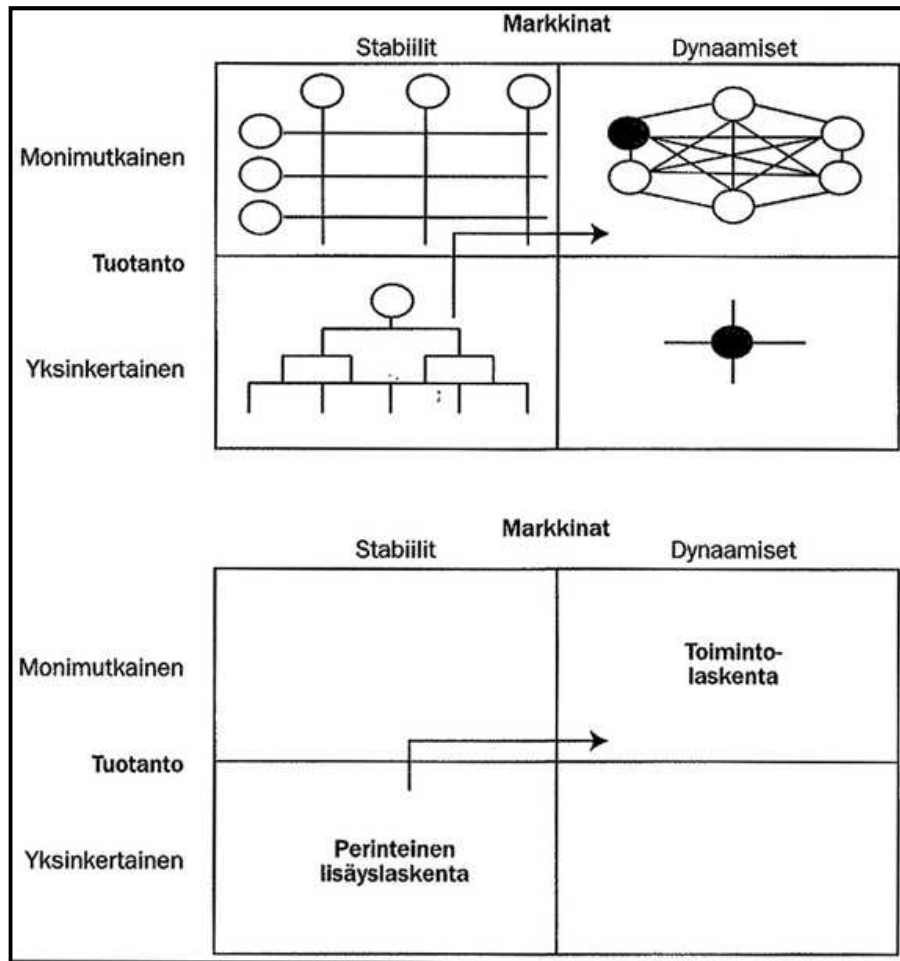 Markkinat
Stabiilit Dynaamiset
Monimutkainen
Tuotanto
Yksinkertainen
Markkinat
Stabiilit Dynaamiset
Monimutkainen
Toiminto-
laskenta
Tuotanto
Yksinkertainen
Perinteinen
lisäyslaskenta